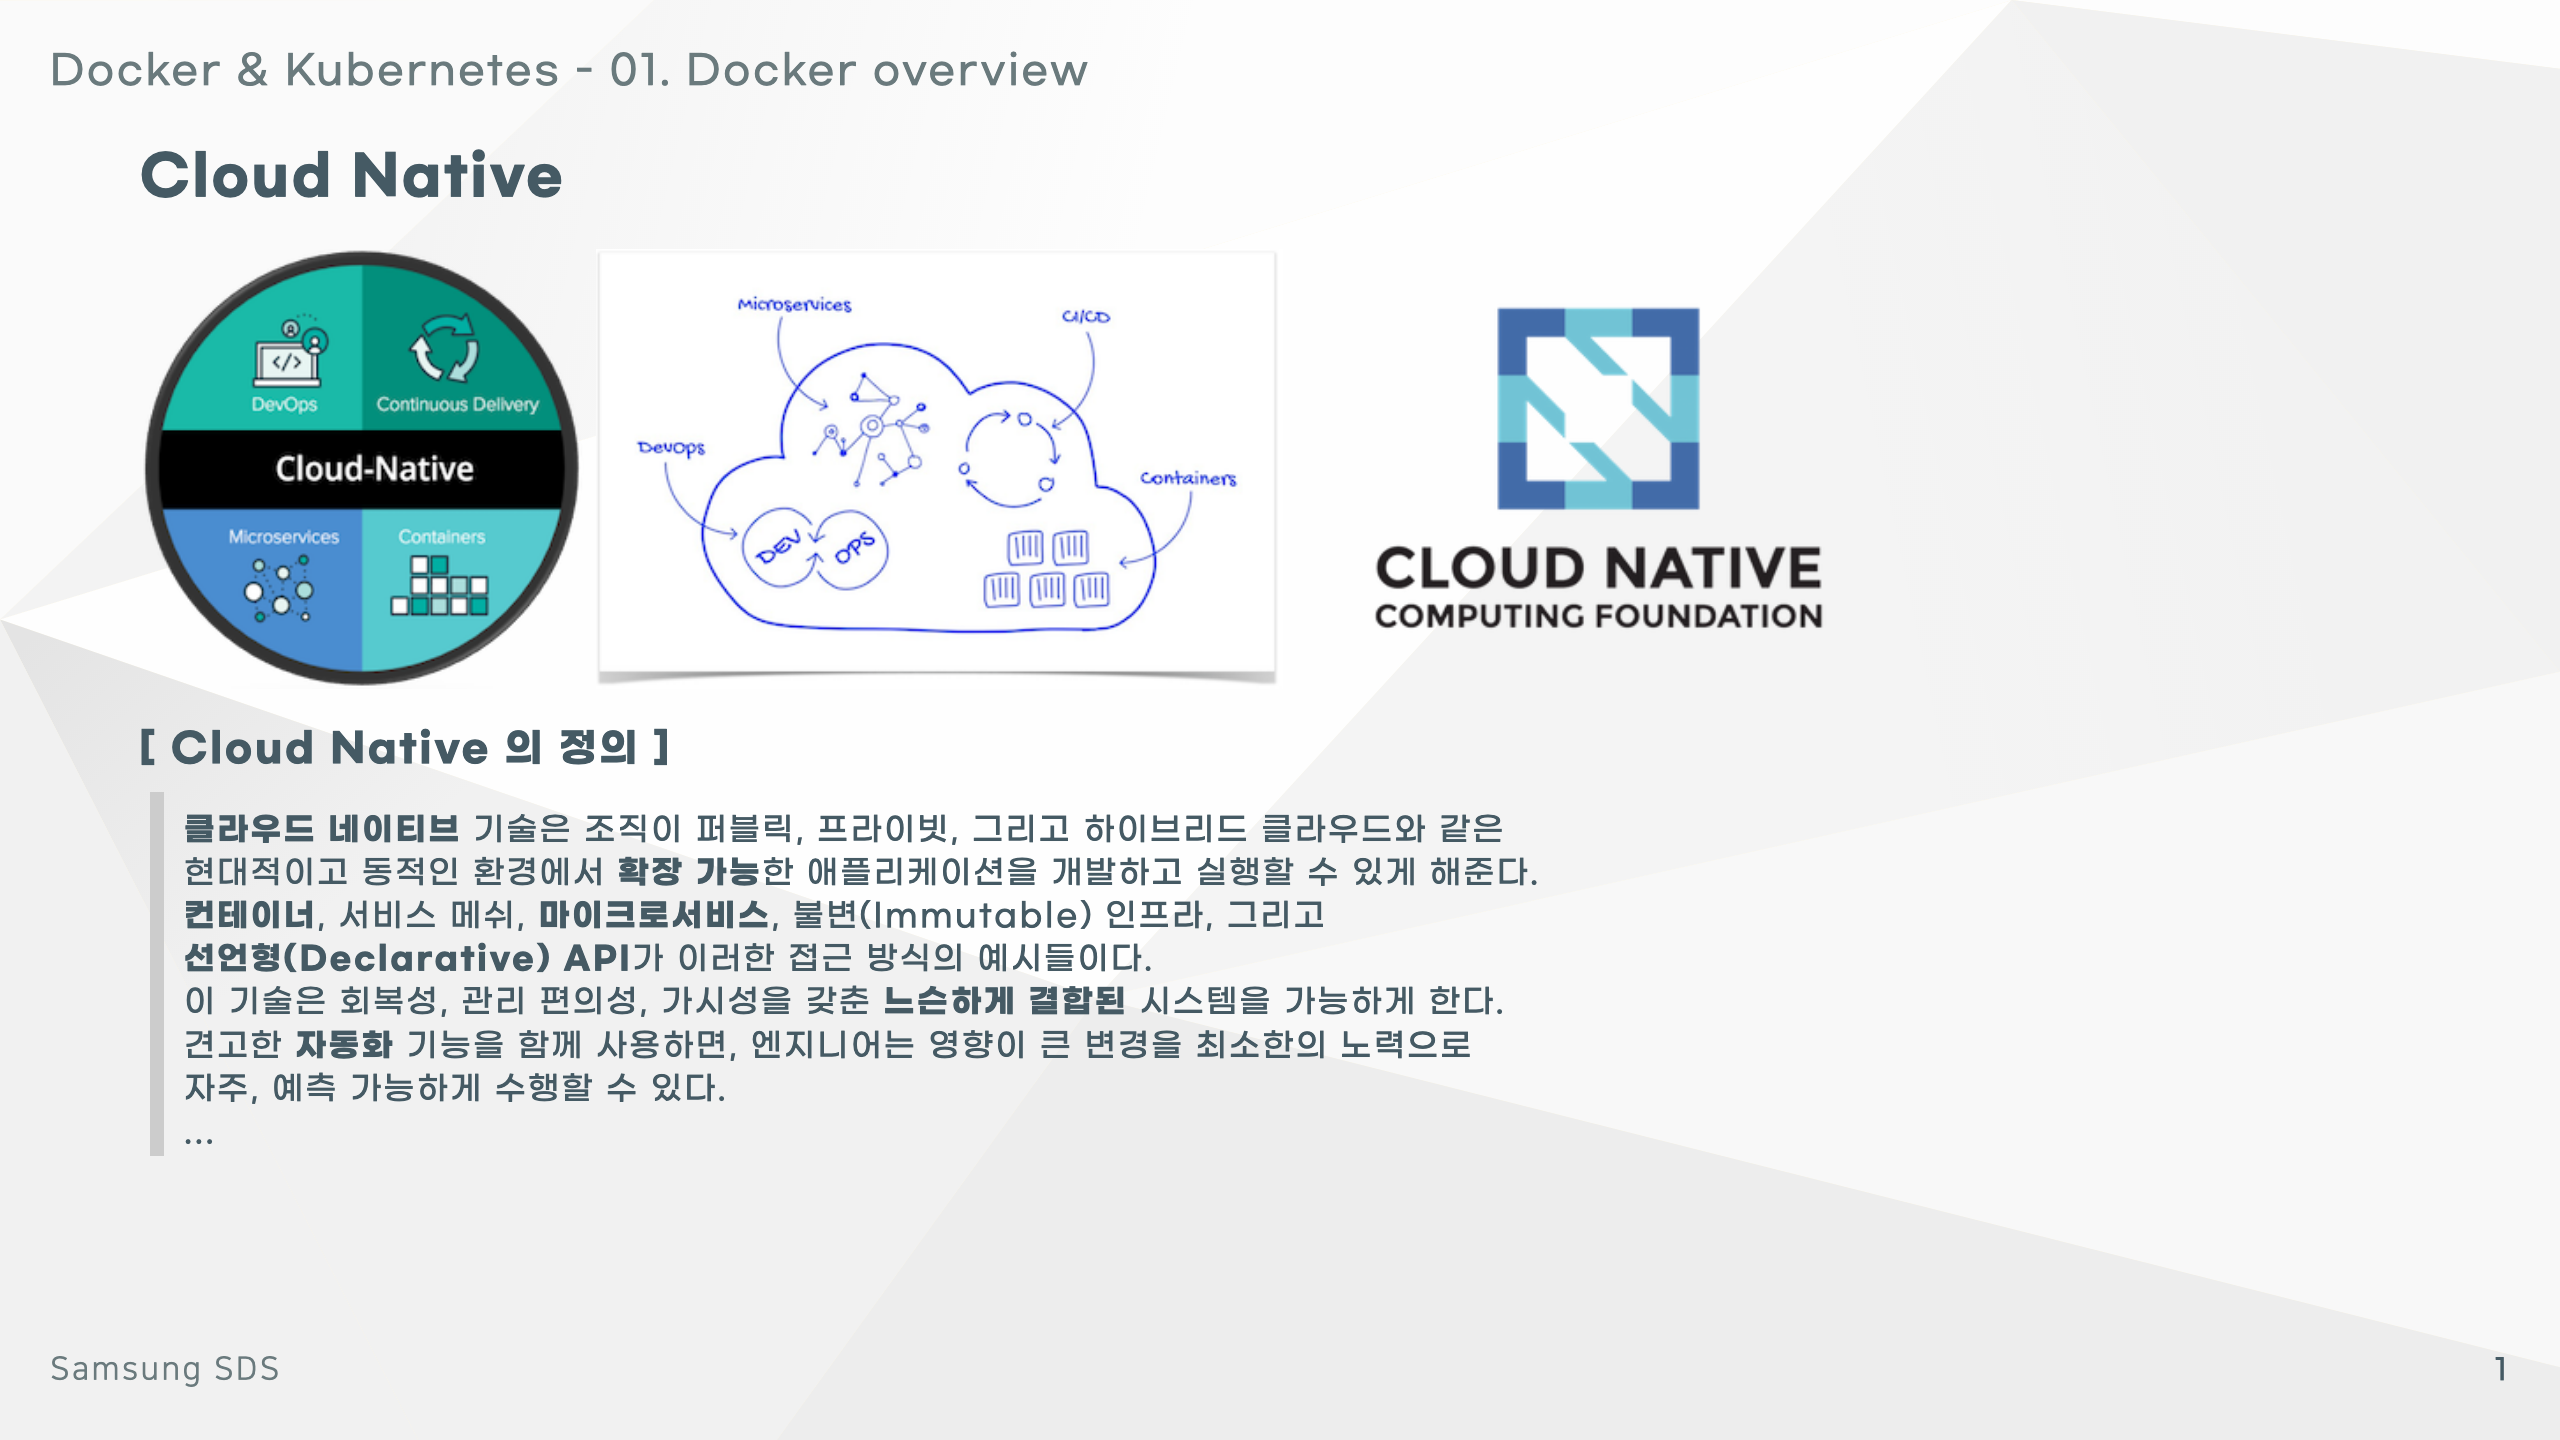 Docker & Kubernetes - 01. Docker overview
Cloud Native
DevOps
Continuous Delivery
Cloud-Native
Microservices
Containers
Microservices
CI/CD
DevOps
Containers
DEV
OPS
CLOUD NATIVE
COMPUTING FOUNDATION
[ Cloud Native 의 정의 ]
클라우드 네이티브 기술은 조직이 퍼블릭, 프라이빗, 그리고 하이브리드 클라우드와 같은
현대적이고 동적인 환경에서 확장 가능한 애플리케이션을 개발하고 실행할 수 있게 해준다.
컨테이너, 서비스 메쉬, 마이크로서비스, 불변(Immutable) 인프라, 그리고
선언형(Declarative) API가 이러한 접근 방식의 예시들이다.
이 기술은 회복성, 관리 편의성, 가시성을 갖춘 느슨하게 결합된 시스템을 가능하게 한다.
견고한 자동화 기능을 함께 사용하면, 엔지니어는 영향이 큰 변경을 최소한의 노력으로
자주, 예측 가능하게 수행할 수 있다.
...
Samsung SDS
1